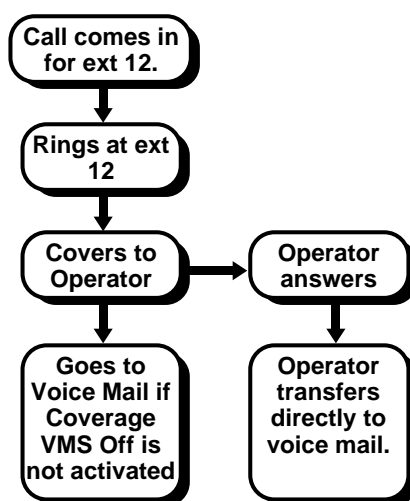 Call comes in
for ext 12.
Rings at ext
12
Covers to
Operator
Operator
answers
Goes to
Voice Mail if
Coverage
VMS Off is
not activated
Operator
transfers
directly to
voice mail.